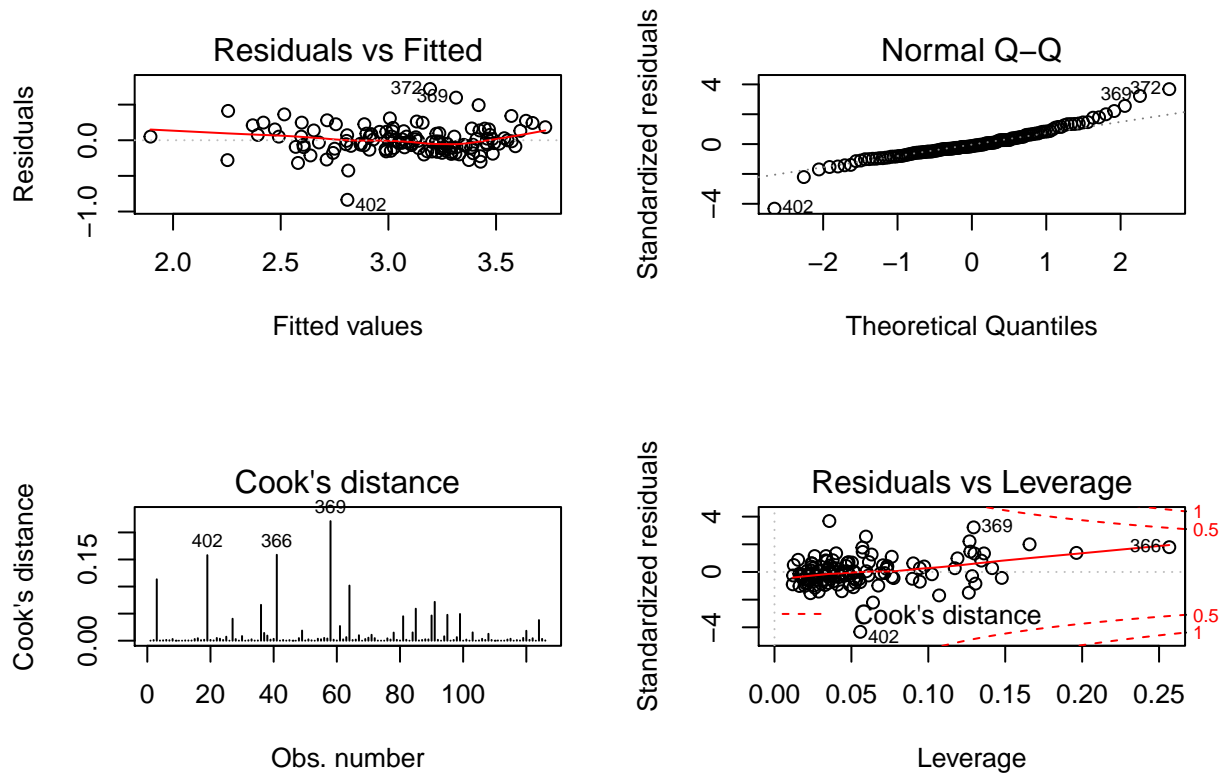 Residuals vs Fitted
Residuals
0.0
−1.0
372
369
402
2.0 2.5 3.0 3.5
Fitted values
Normal Q−Q
Standardized residuals
4
0
−4
369
372
402
−2 −1 0 1 2
Theoretical Quantiles
Cook's distance
Cook's distance
0.15
0.00
402
366
369
0 20 40 60 80 100
Obs. number
Residuals vs Leverage
Standardized residuals
4
0
−4
369
366
402
Cook's distance
1
0.5
0.5
1
0.00 0.05 0.10 0.15 0.20 0.25
Leverage